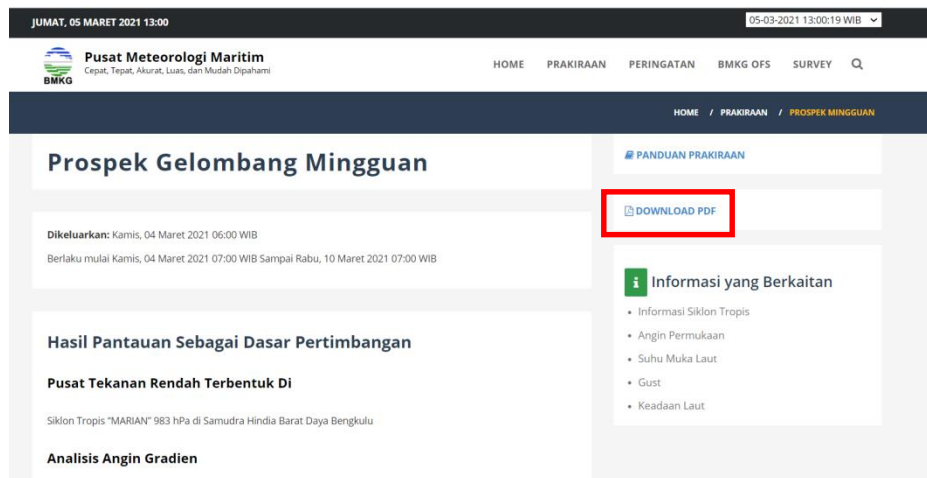 JUMAT, 05 MARET 2021 13:00
05-03-2021 13:00:19 WIB
BMKG
Pusat Meteorologi Maritim
Cepat, Tepat, Akurat, Luas, dan Mudah Dipahami
HOME PRAKIRAAN PERINGATAN BMKG OFS SURVEY
HOME / PRAKIRAAN / PROSPEK MINGGUAN
Prospek Gelombang Mingguan
Dikeluarkan: Kamis, 04 Maret 2021 06:00 WIB
Berlaku mulai Kamis, 04 Maret 2021 07:00 WIB Sampai Rabu, 10 Maret 2021 07:00 WIB
Hasil Pantauan Sebagai Dasar Pertimbangan
Pusat Tekanan Rendah Terbentuk Di
Siklon Tropis "MARIAN" 983 hPa di Samudra Hindia Barat Daya Bengkulu
Analisis Angin Gradien
PANDUAN PRAKIRAAN
DOWNLOAD PDF
i Informasi yang Berkaitan
• Informasi Siklon Tropis
• Angin Permukaan
• Suhu Muka Laut
• Gust
• Keadaan Laut